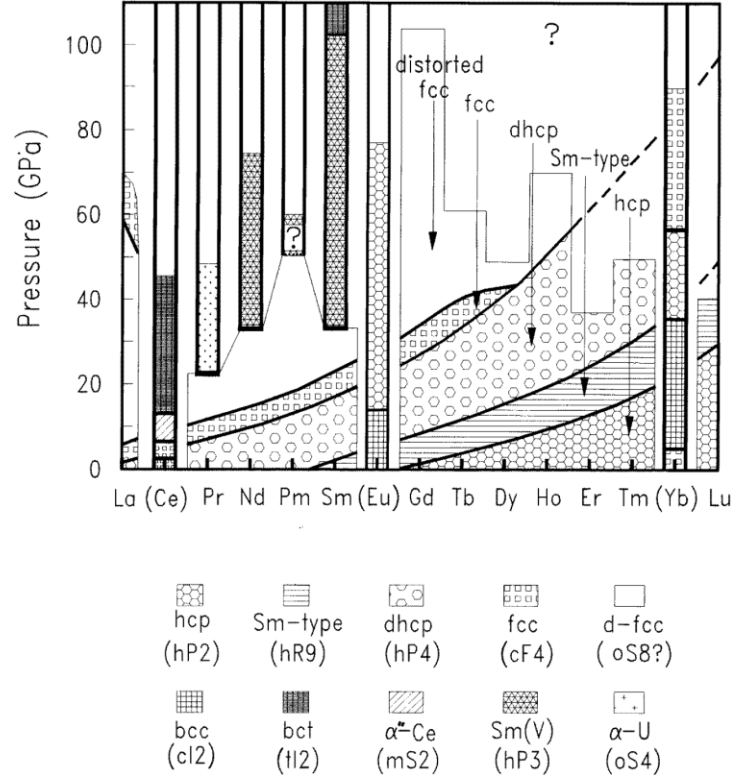 100
80
60
40
20
0
Pressure (GPa)
?
distorted
fcc
fcc
dhcp
Sm-type
hcp
?
La (Ce) Pr Nd Pm Sm (Eu) Gd Tb Dy Ho Er Tm (Yb) Lu
hcp Sm-type dhcp fcc d-fcc
(hP2) (hR9) (hP4) (cF4) (oS8?)
bcc bct α"-Ce Sm(V) α-U
(cI2) (tI2) (mS2) (hP3) (oS4)